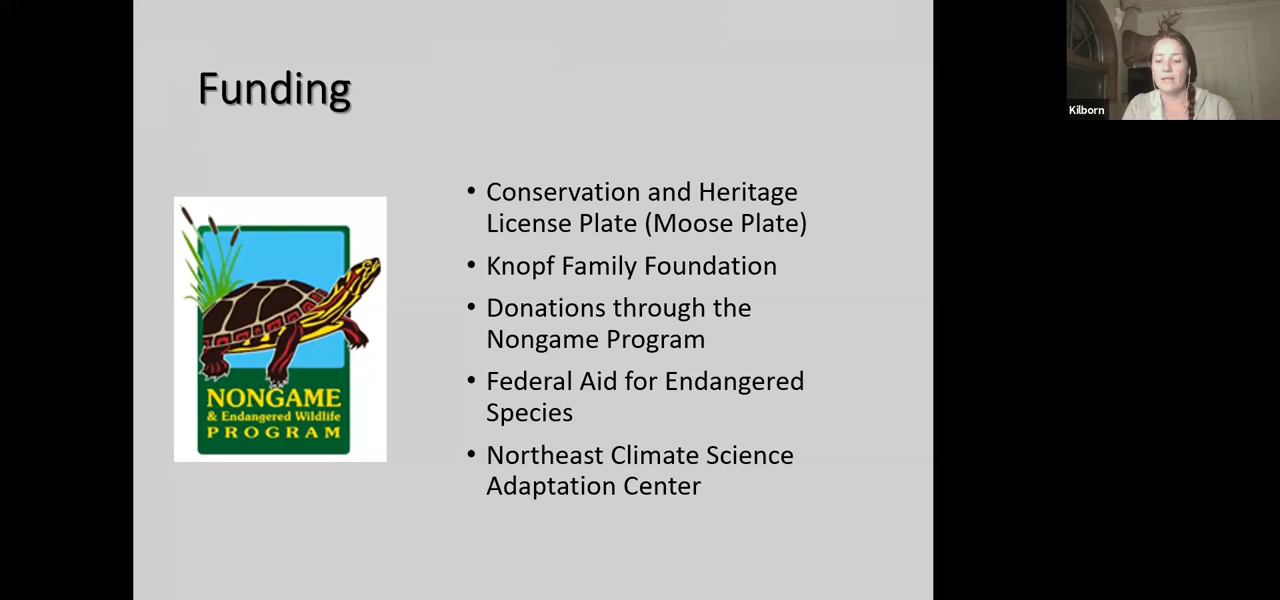 Funding
• Conservation and Heritage
License Plate (Moose Plate)
• Knopf Family Foundation
• Donations through the
Nongame Program
• Federal Aid for Endangered
Species
• Northeast Climate Science
Adaptation Center
NONGAME
& Endangered Wildlife
PROGRAM
Kilborn